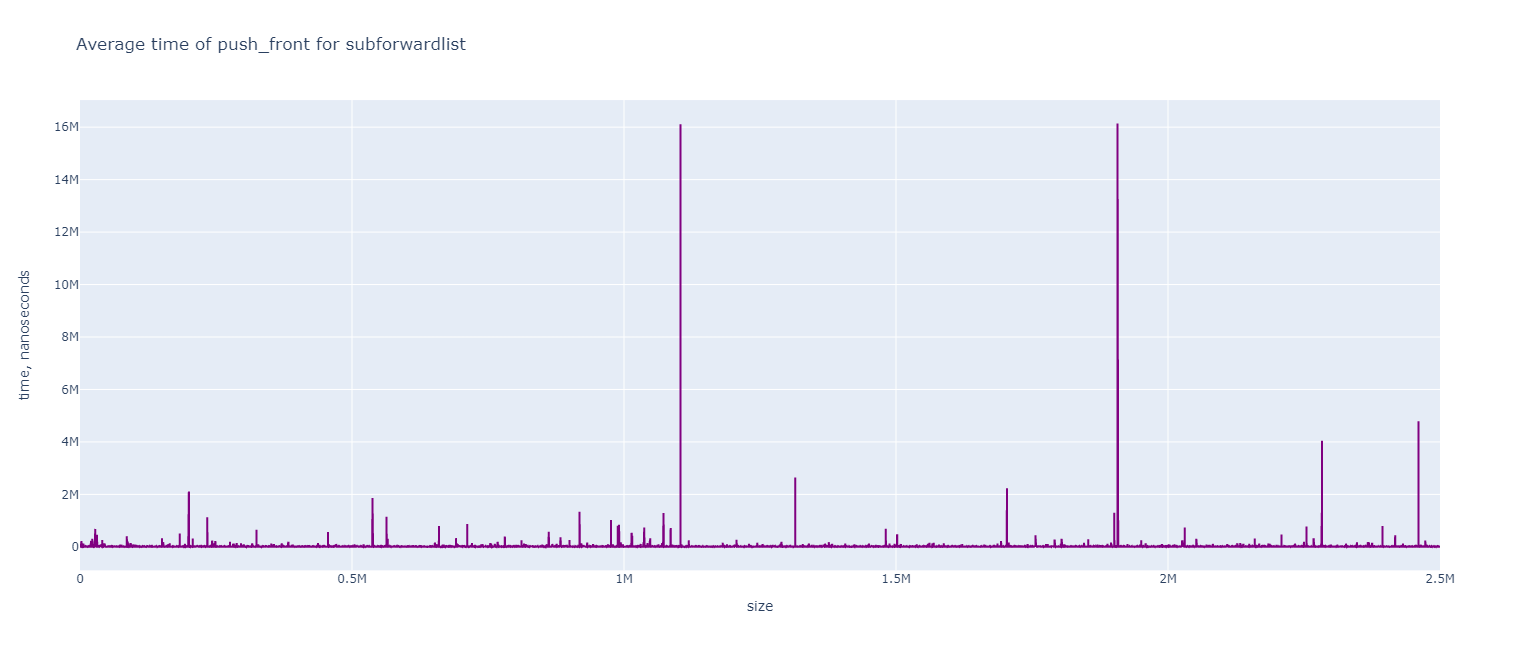 Average time of push_front for subforwardlist
16M
14M
12M
10M
8M
6M
4M
2M
0
time, nanoseconds
0 0.5M 1M 1.5M 2M 2.5M
size